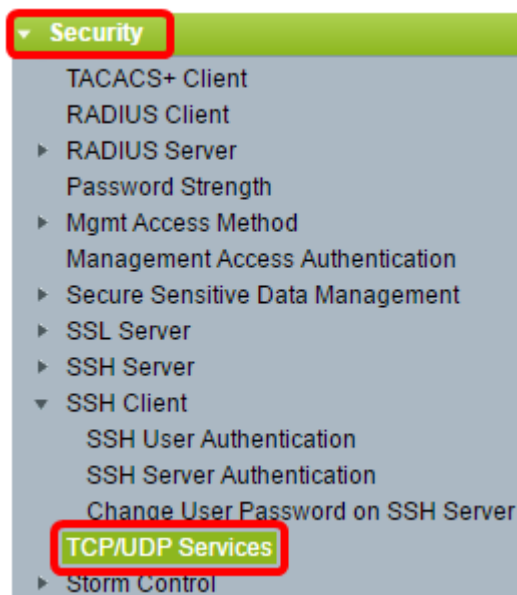 Security
TACACS+ Client
RADIUS Client
RADIUS Server
Password Strength
Mgmt Access Method
Management Access Authentication
Secure Sensitive Data Management
SSL Server
SSH Server
SSH Client
SSH User Authentication
SSH Server Authentication
Change User Password on SSH Server
TCP/UDP Services
Storm Control